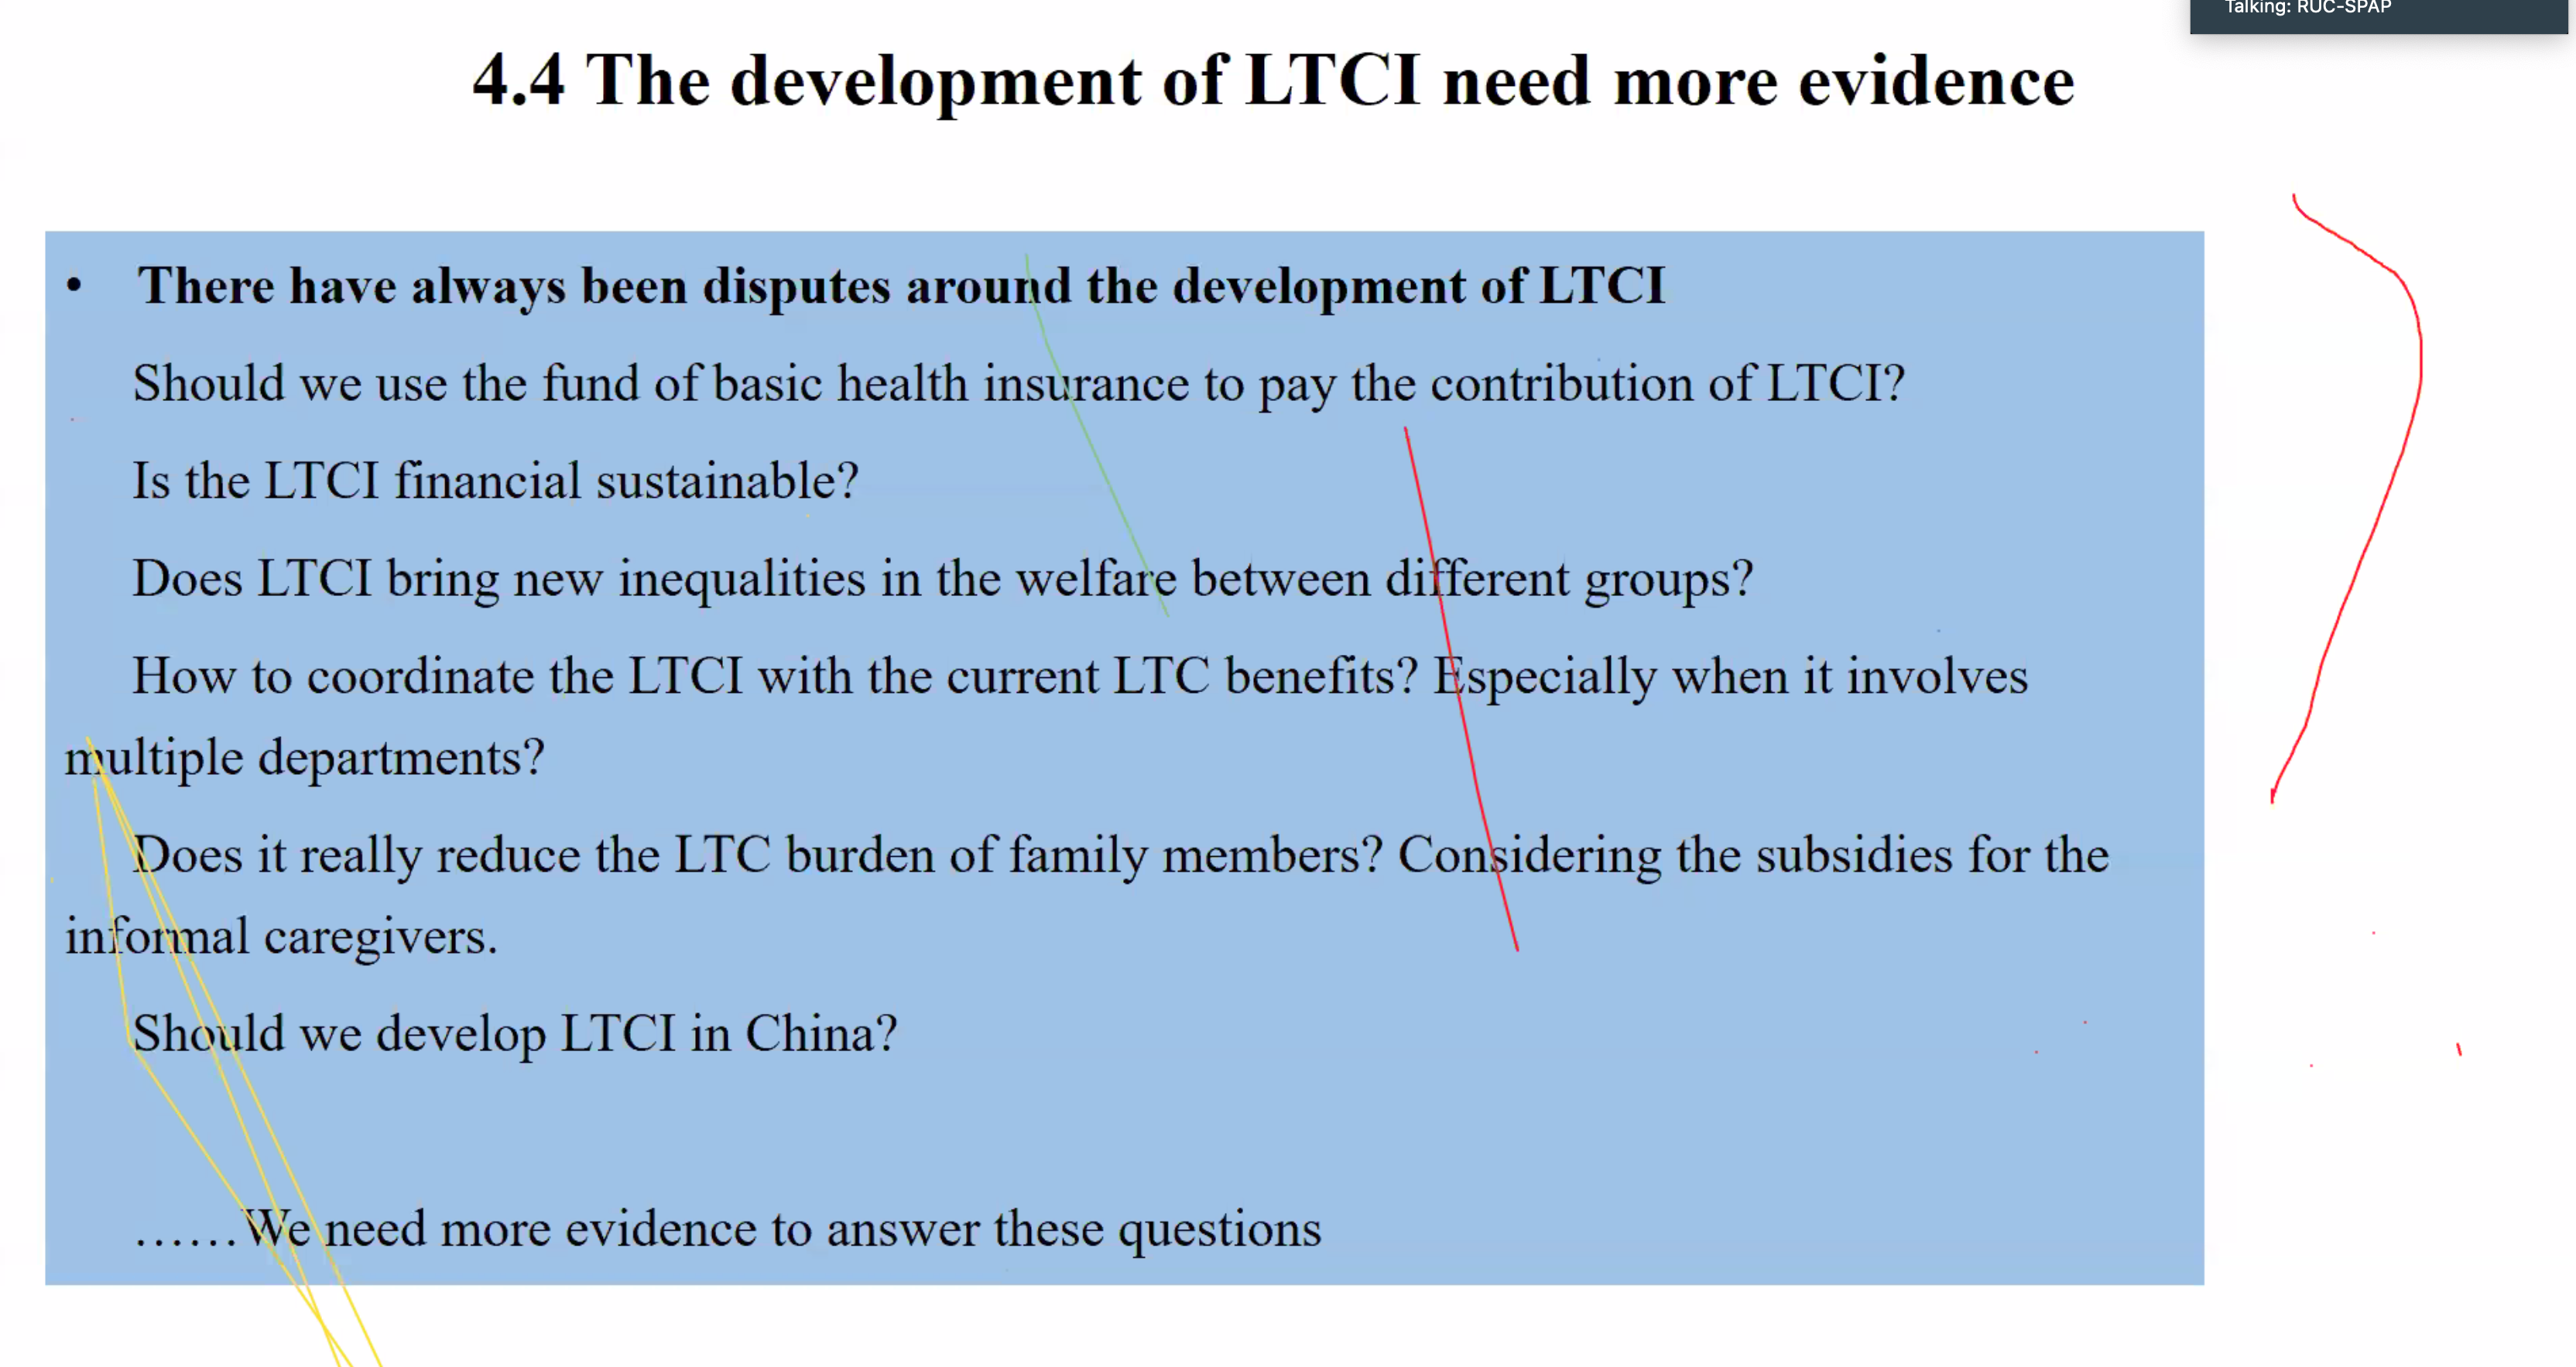 Talking: RUC-SPAP
4.4 The development of LTCI need more evidence
• There have always been disputes around the development of LTCI
Should we use the fund of basic health insurance to pay the contribution of LTCI?
Is the LTCI financial sustainable?
Does LTCI bring new inequalities in the welfare between different groups?
How to coordinate the LTCI with the current LTC benefits? Especially when it involves
multiple departments?
Does it really reduce the LTC burden of family members? Considering the subsidies for the
informal caregivers.
Should we develop LTCI in China?
……We need more evidence to answer these questions